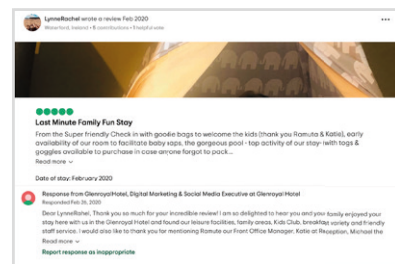 LynneRachel wrote a review Feb 2020
Waterford, Ireland • 5 contributions • 1 helpful vote
Last Minute Family Fun Stay
From the Super friendly Check in with goodie bags to welcome the kids (thank you Ramuta & Katie), early
availability of our room to facilitate baby naps, the gorgeous pool - top activity of our stay- with togs &
goggles available to purchase in case anyone forgot to pack...
Read more
Date of stay: February 2020
Response from Glenroyal Hotel, Digital Marketing & Social Media Executive at Glenroyal Hotel
Responded Feb 26, 2020
Dear LynneRachel, Thank you so much for your incredible review! I am so delighted to hear you and your family enjoyed your
stay here with us in the Glenroyal Hotel and found our leisure facilities, family areas, Kids Club, breakfast variety and friendly
staff service. I would also like to thank you for mentioning Ramuta our Front Office Manager, Katie at Reception, Michael the
Read more
Report response as inappropriate